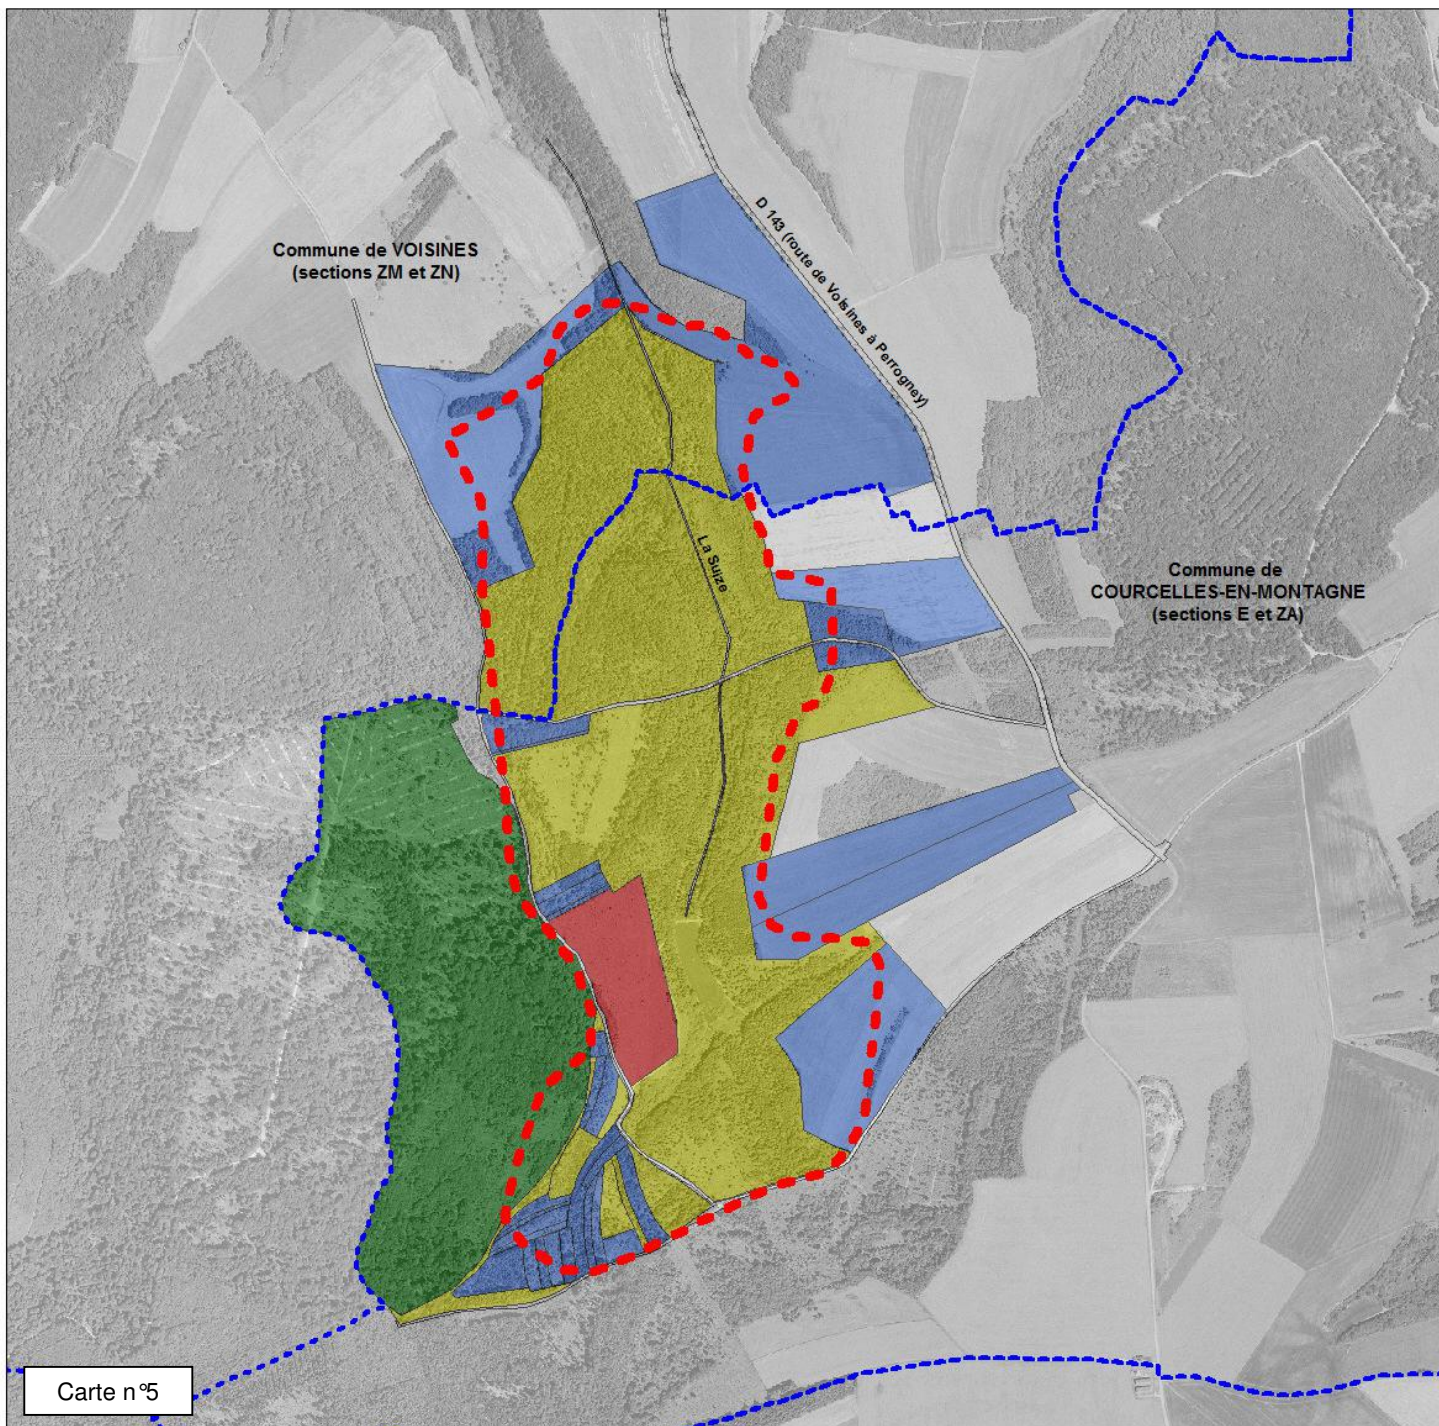 Commune de VOISINES
(sections ZM et ZN)
D 143 (route de Voisines à Perrogney)
La Suize
Commune de
COURCELLES-EN-MONTAGNE
(sections E et ZA)
Carte n°5